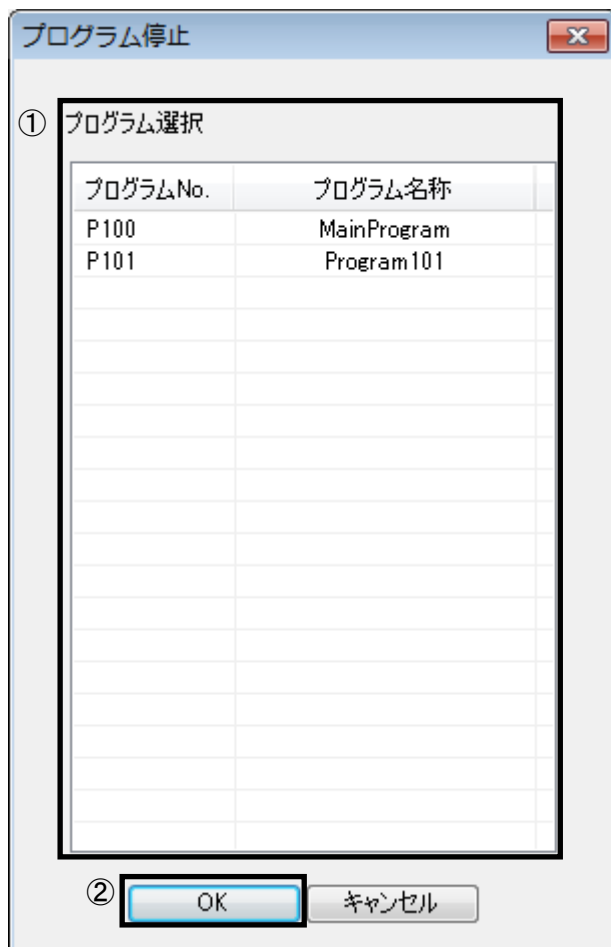 プログラム停止
① プログラム選択
プログラムNo. プログラム名称
P100 MainProgram
P101 Program101
② OK キャンセル